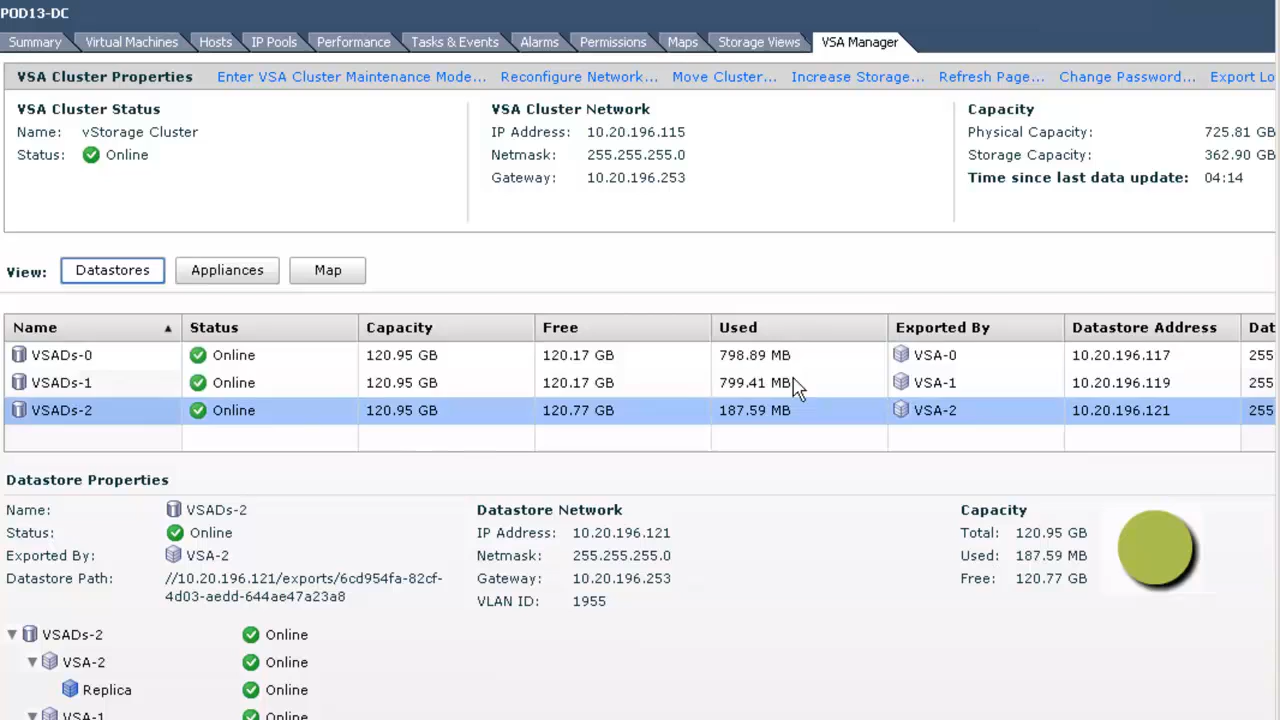 POD13-DC
Summary Virtual Machines Hosts IP Pools Performance Tasks & Events Alarms Permissions Maps Storage Views VSA Manager
VSA Cluster Properties Enter VSA Cluster Maintenance Mode... Reconfigure Network... Move Cluster... Increase Storage... Refresh Page... Change Password... Export Lo
VSA Cluster Status VSA Cluster Network Capacity
Name: vStorage Cluster IP Address: 10.20.196.115 Physical Capacity: 725.81 GB
Status: Online Netmask: 255.255.255.0 Storage Capacity: 362.90 GB
Gateway: 10.20.196.253 Time since last data update: 04:14
View: Datastores Appliances Map
Name Status Capacity Free Used Exported By Datastore Address Dat
VSADs-0 Online 120.95 GB 120.17 GB 798.89 MB VSA-0 10.20.196.117 255
VSADs-1 Online 120.95 GB 120.17 GB 799.41 MB VSA-1 10.20.196.119 255
VSADs-2 Online 120.95 GB 120.77 GB 187.59 MB VSA-2 10.20.196.121 255
Datastore Properties
Name: VSADs-2 Datastore Network Capacity
Status: Online IP Address: 10.20.196.121 Total: 120.95 GB
Exported By: VSA-2 Netmask: 255.255.255.0 Used: 187.59 MB
Datastore Path: //10.20.196.121/exports/6cd954fa-82cf- Gateway: 10.20.196.253 Free: 120.77 GB
4d03-aedd-644ae47a23a8 VLAN ID: 1955
VSADs-2 Online
VSA-2 Online
Replica Online
VSA-1 Online